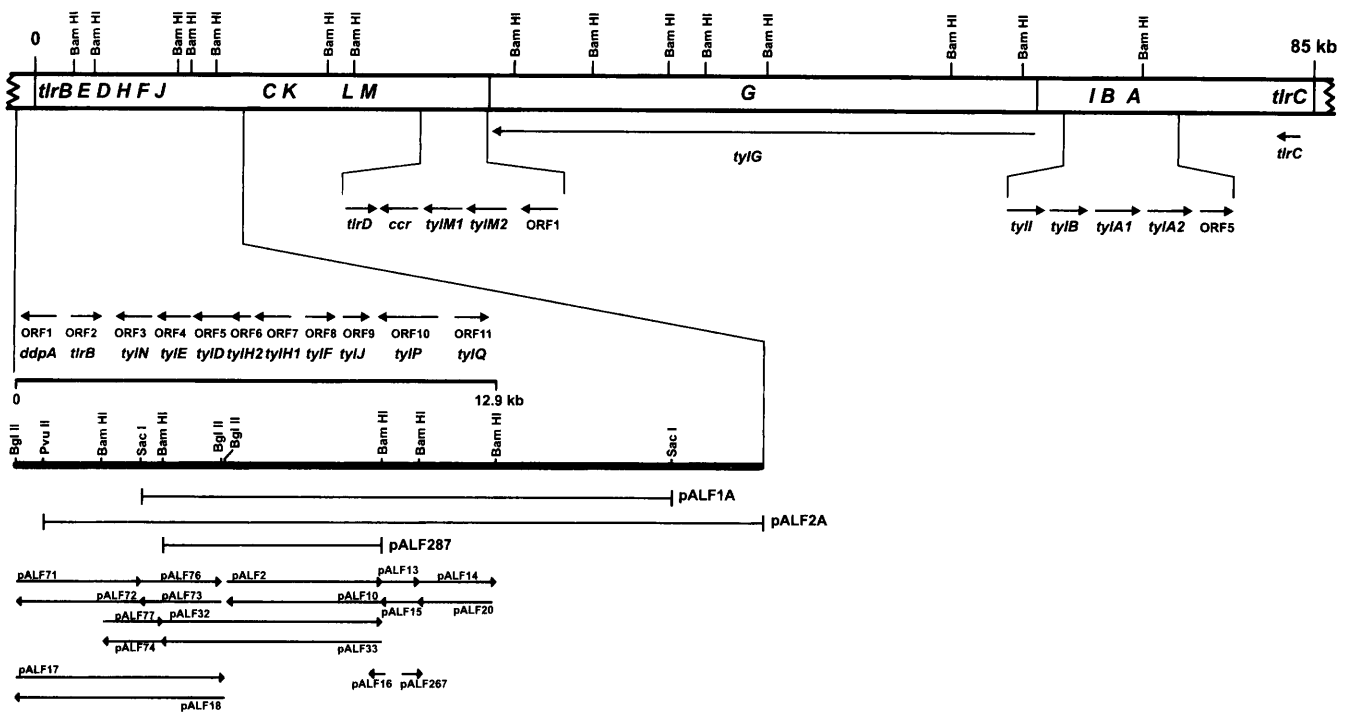 0 Bam HI Bam HI Bam HI Bam HI Bam HI Bam HI Bam HI Bam HI Bam HI Bam HI Bam HI Bam HI Bam HI Bam HI Bam HI 85 kb
tlrB E D H F J C K L M G I B A tlrC
tylG tlrC
tlrD ccr tylM1 tylM2 ORF1 tylI tylB tylA1 tylA2 ORF5
ORF1 ORF2 ORF3 ORF4 ORF5 ORF6 ORF7 ORF8 ORF9 ORF10 ORF11
ddpA tlrB tylN tylE tylD tylH2 tylH1 tylF tylJ tylP tylQ
0 12.9 kb
Bgl II Pvu II Bam HI Sac I Bam HI Bgl II Bgl II Bam HI Bam HI Bam HI Sac I
pALF1A
pALF2A
pALF287
pALF71 pALF76 pALF2 pALF13 pALF14
pALF72 pALF73 pALF10 pALF15 pALF20
pALF77 pALF32
pALF74 pALF33
pALF17 pALF16 pALF267
pALF18